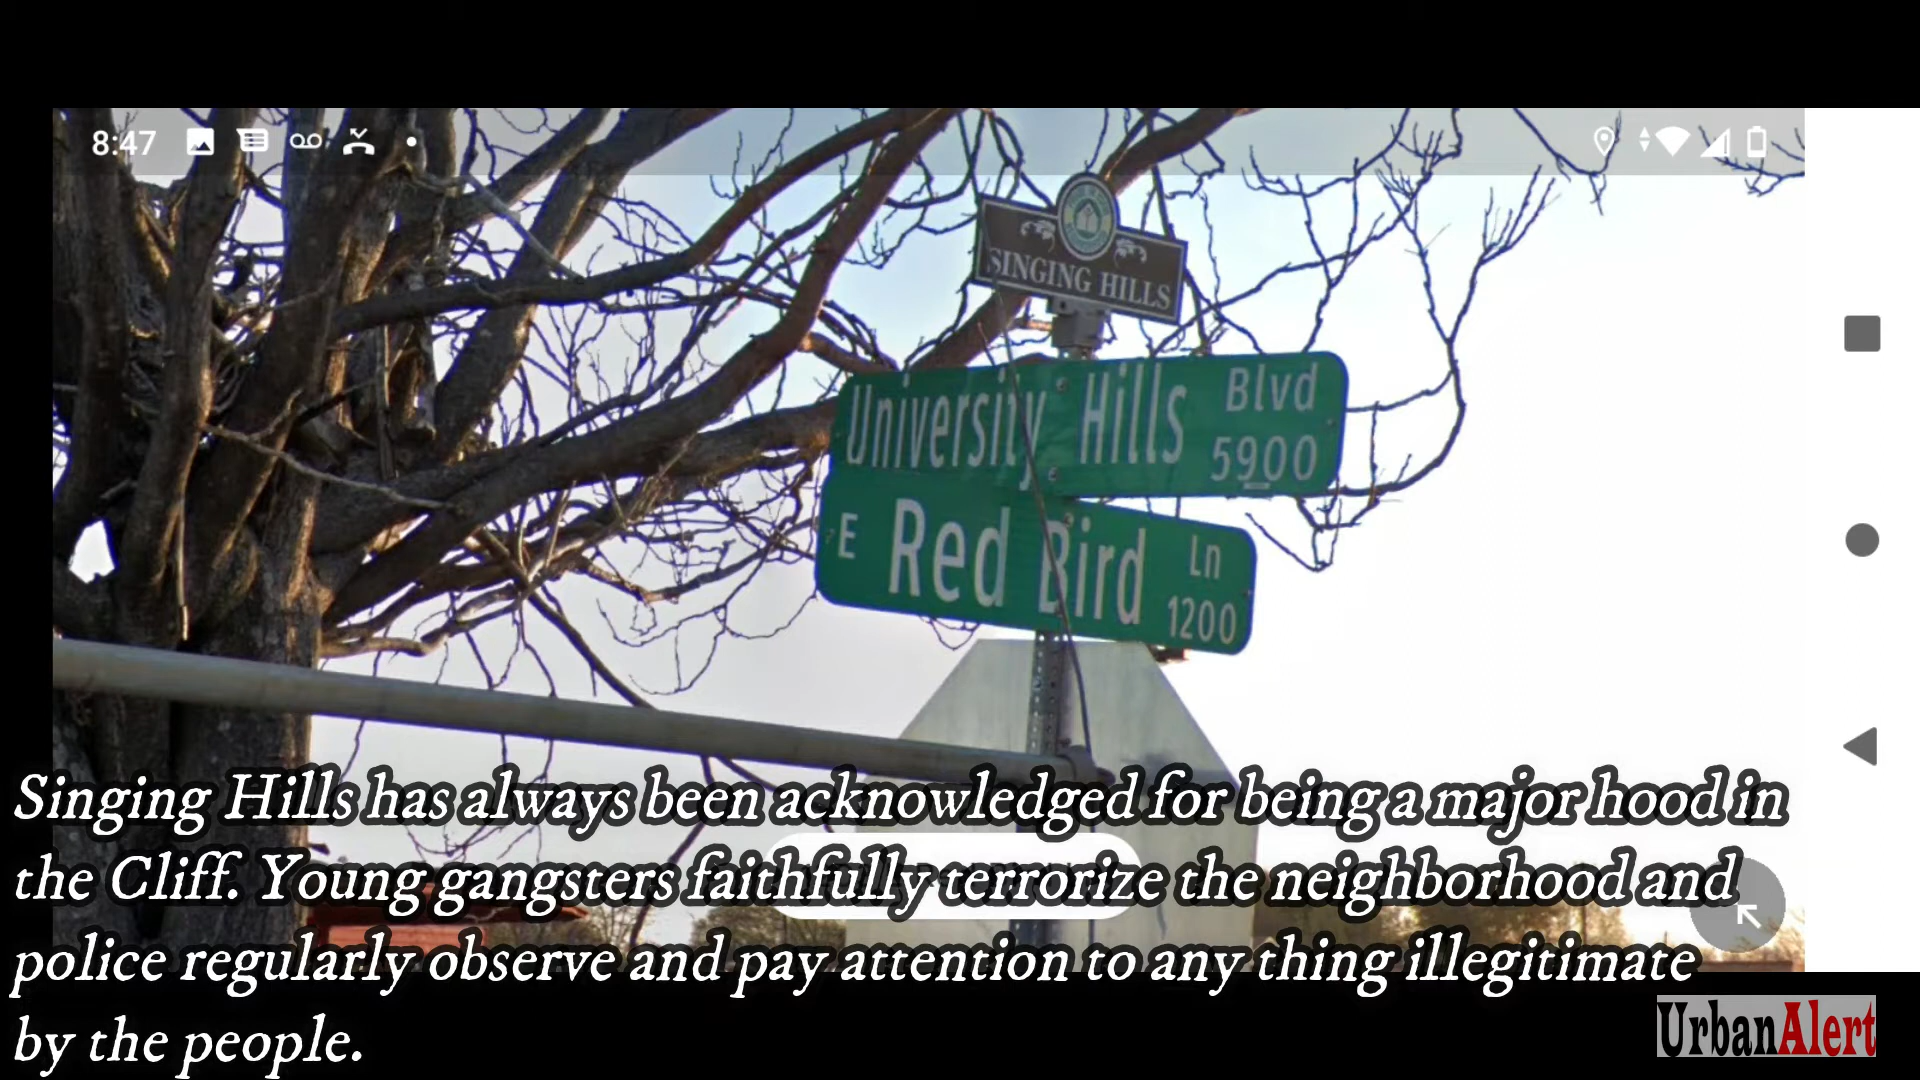 8:47
SINGING HILLS
University Hills Blvd
5900
E Red Bird Ln
1200
Singing Hills has always been acknowledged for being a major hood in
the Cliff. Young gangsters faithfully terrorize the neighborhood and
police regularly observe and pay attention to any thing illegitimate
by the people.
UrbanAlert